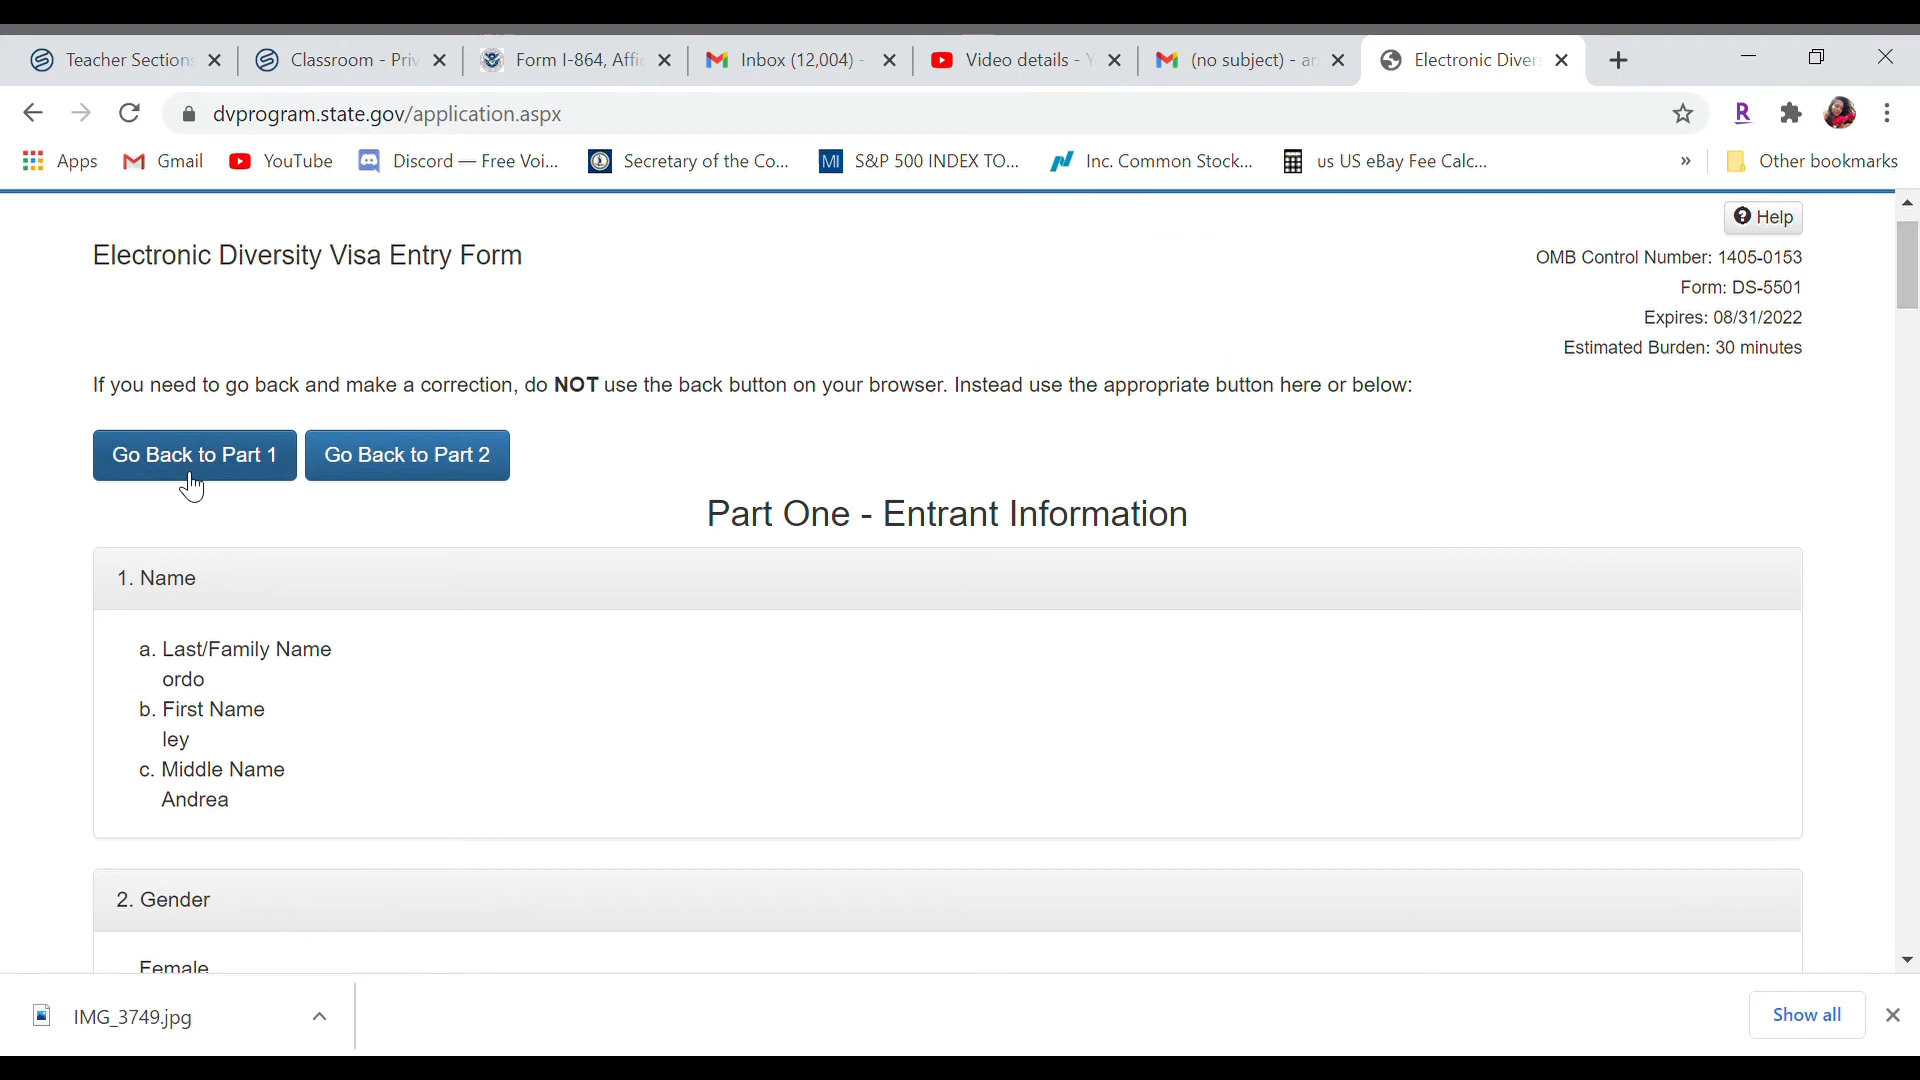 Teacher Sections
Classroom - Priv
Form I-864, Affid
Inbox (12,004) -
Video details - Y
(no subject) - an
Electronic Divers
dvprogram.state.gov/application.aspx
Apps
Gmail
YouTube
Discord — Free Voi...
Secretary of the Co...
MI
S&P 500 INDEX TO...
Inc. Common Stock...
us US eBay Fee Calc...
»
Other bookmarks
R
Help
Electronic Diversity Visa Entry Form
OMB Control Number: 1405-0153
Form: DS-5501
Expires: 08/31/2022
Estimated Burden: 30 minutes
If you need to go back and make a correction, do NOT use the back button on your browser. Instead use the appropriate button here or below:
Go Back to Part 1
Go Back to Part 2
Part One - Entrant Information
1. Name
a. Last/Family Name
ordo
b. First Name
ley
c. Middle Name
Andrea
2. Gender
Female
IMG_3749.jpg
Show all